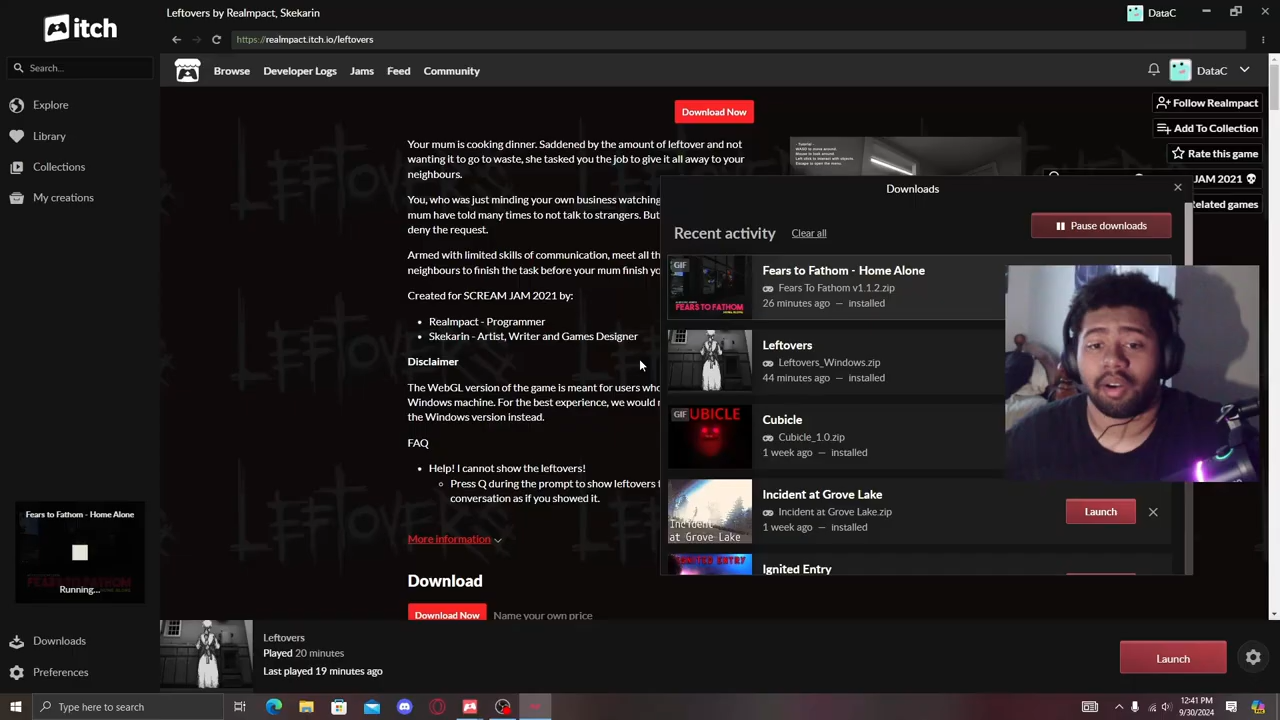 itch
Leftovers by Realmpact, Skekarin
DataC
Search...
https://realmpact.itch.io/leftovers
Browse
Developer Logs
Jams
Feed
Community
DataC
Explore
Library
Collections
My creations
Follow Realmpact
Add To Collection
Rate this game
JAM 2021
Related games
Download Now
Your mum is cooking dinner. Saddened by the amount of leftover and not
wanting it to go to waste, she tasked you the job to give it all away to your
neighbours.
You, who was just minding your own business watching
mum have told many times to not talk to strangers. But
deny the request.
Armed with limited skills of communication, meet all th
neighbours to finish the task before your mum finish yo
Created for SCREAM JAM 2021 by:
• Realmpact - Programmer
• Skekarin - Artist, Writer and Games Designer
Disclaimer
The WebGL version of the game is meant for users who
Windows machine. For the best experience, we would r
the Windows version instead.
FAQ
• Help! I cannot show the leftovers!
Press Q during the prompt to show leftovers
conversation as if you showed it.
More information
Download
Download Now
Name your own price
Downloads
Recent activity
Clear all
Pause downloads
GIF
FEARS TO FATHOM
Fears to Fathom - Home Alone
Fears To Fathom v1.1.2.zip
26 minutes ago — installed
Leftovers
Leftovers_Windows.zip
44 minutes ago — installed
GIF
CUBICLE
Cubicle
Cubicle_1.0.zip
1 week ago — installed
Incident
at Grove Lake
Incident at Grove Lake
Incident at Grove Lake.zip
1 week ago — installed
Launch
Ignited Entry
Fears to Fathom - Home Alone
FEARS TO FATHOM
Running...
Downloads
Preferences
Leftovers
Played 20 minutes
Last played 19 minutes ago
Launch
Type here to search
12:41 PM
9/30/2024